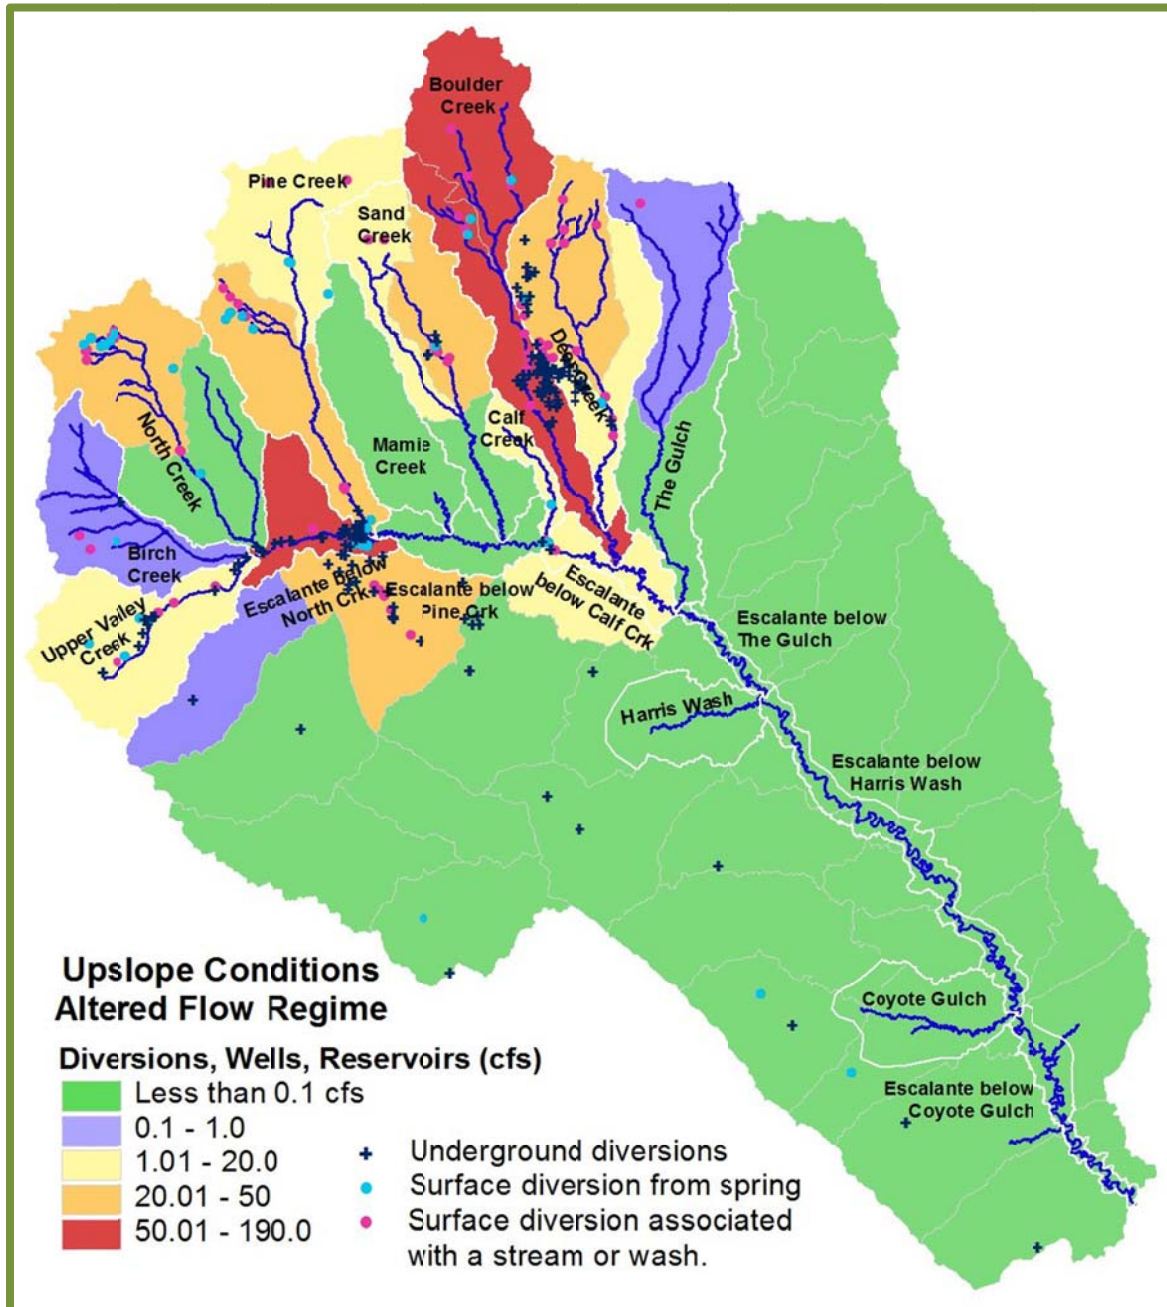 Boulder
Creek
Pine Creek
Sand
Creek
Deer Creek
Calf
Creek
Mamie
Creek
North Creek
The Gulch
Birch
Creek
Upper Valley
Creek
Escalante below
North Crk
Escalante below
Pine Crk
Escalante
below Calf Crk
Escalante below
The Gulch
Harris Wash
Escalante below
Harris Wash
Coyote Gulch
Escalante below
Coyote Gulch
Upslope Conditions
Altered Flow Regime
Diversions, Wells, Reservoirs (cfs)
Less than 0.1 cfs
0.1 - 1.0
1.01 - 20.0
20.01 - 50
50.01 - 190.0
Underground diversions
Surface diversion from spring
Surface diversion associated
with a stream or wash.